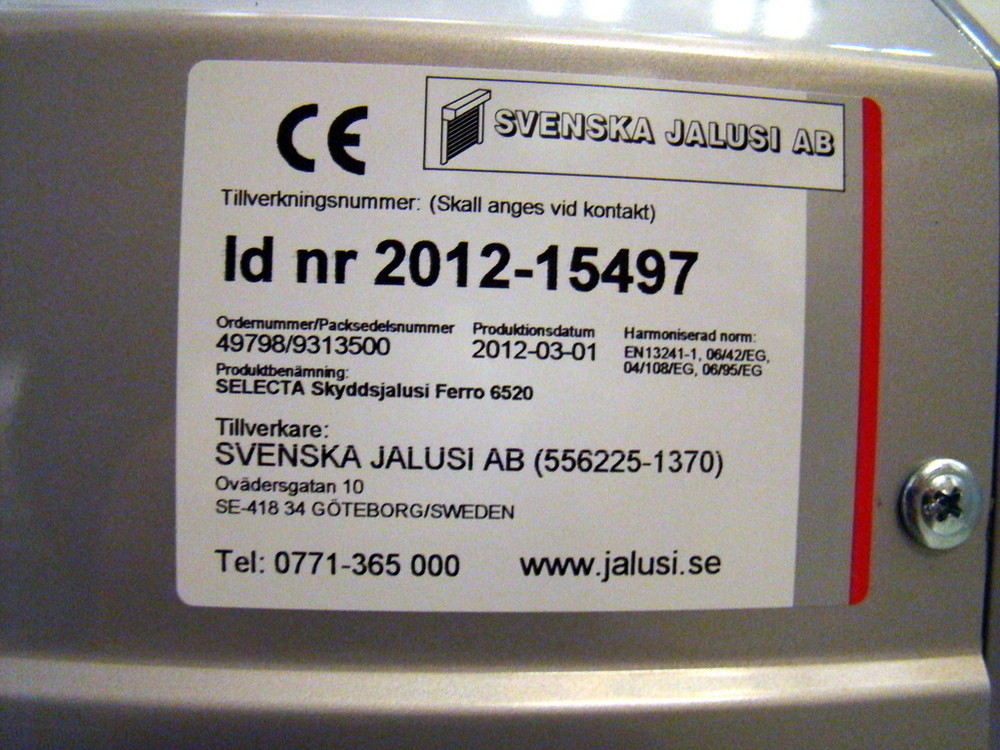 CE
SVENSKA JALUSI AB
Tillverkningsnummer: (Skall anges vid kontakt)
Id nr 2012-15497
Ordernummer/Packsedelsnummer
49798/9313500
Produktionsdatum
2012-03-01
Harmoniserad norm:
EN13241-1, 06/42/EG,
04/108/EG, 06/95/EG
Produktbenämning:
SELECTA Skyddsjalusi Ferro 6520
Tillverkare:
SVENSKA JALUSI AB (556225-1370)
Ovädersgatan 10
SE-418 34 GÖTEBORG/SWEDEN
Tel: 0771-365 000 www.jalusi.se